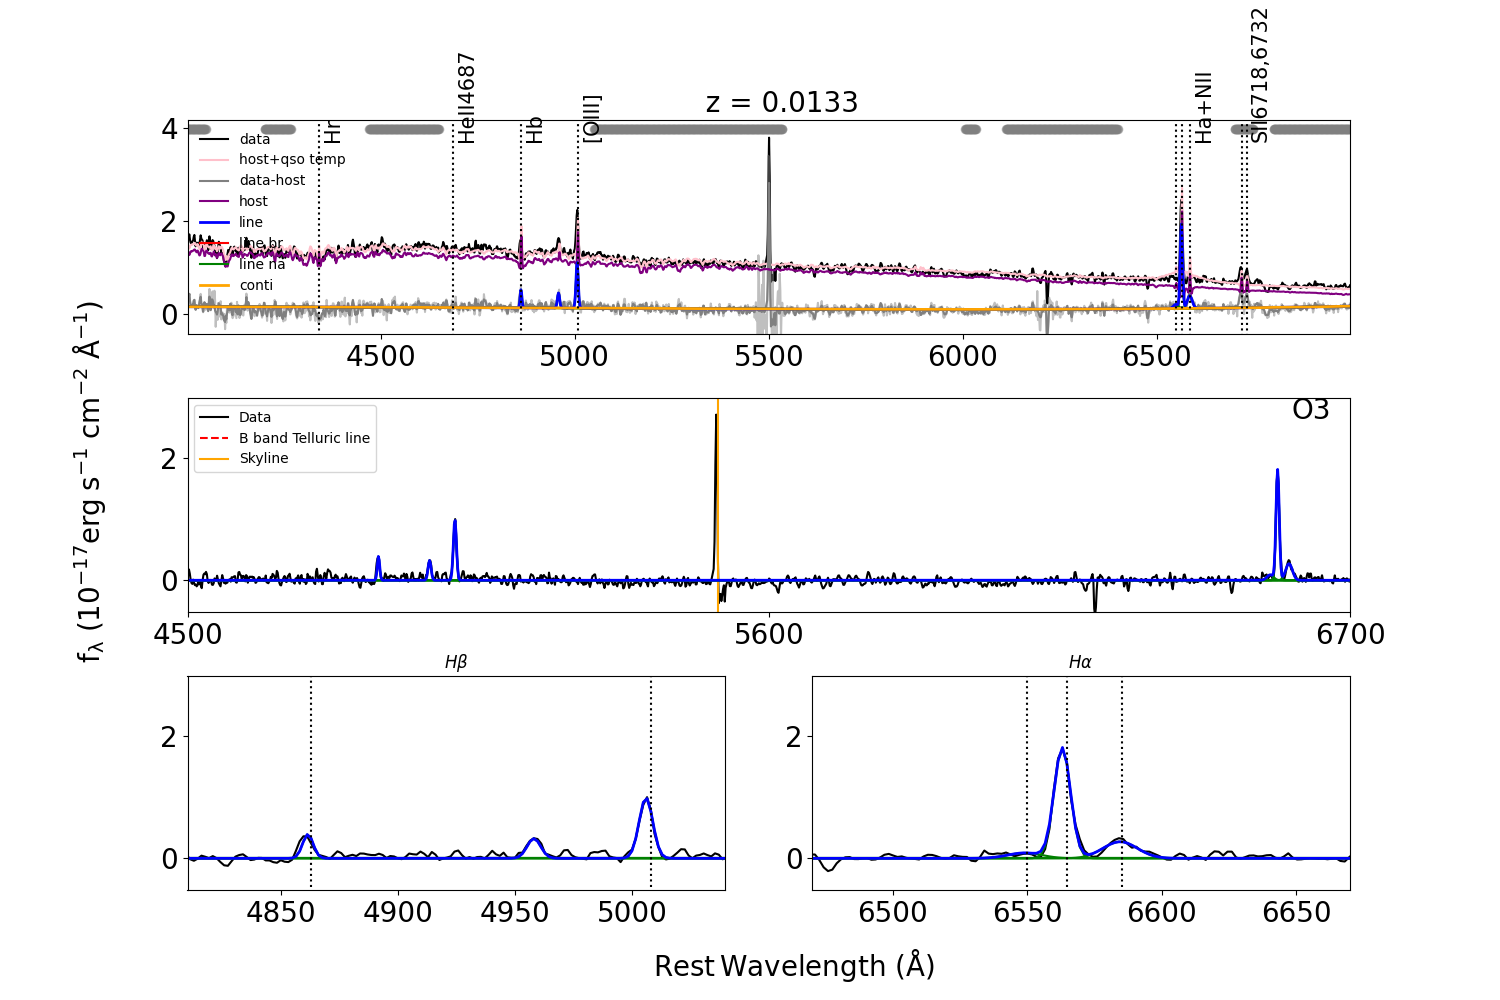 z = 0.0133
Hr
HeII4687
Hb
[OIII]
Ha+NII
SII6718,6732
data
host+qso temp
data-host
host
line
line br
line na
conti
4
2
0
4500 5000 5500 6000 6500
O3
Data
B band Telluric line
Skyline
2
0
4500 5600 6700
fλ (10−17erg s−1 cm−2 Å−1)
Hβ
2
0
4850 4900 4950 5000
Hα
2
0
6500 6550 6600 6650
Rest Wavelength (Å)